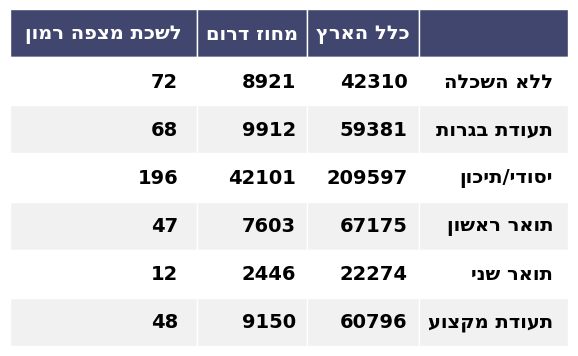 כלל הארץ מחוז דרום לשכת מצפה רמון
ללא השכלה 42310 8921 72
תעודת בגרות 59381 9912 68
יסודי/תיכון 209597 42101 196
תואר ראשון 67175 7603 47
תואר שני 22274 2446 12
תעודת מקצוע 60796 9150 48